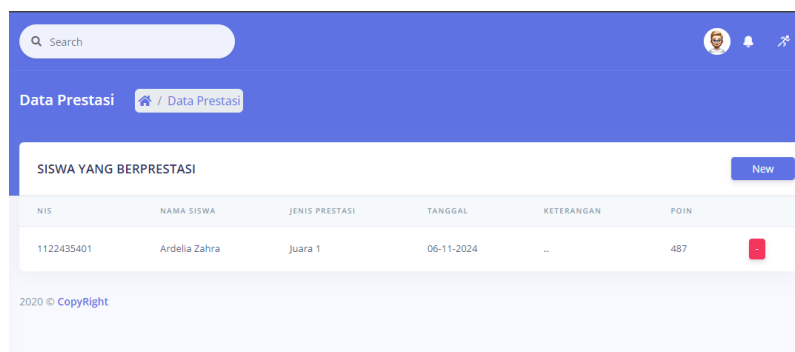 Search
Data Prestasi / Data Prestasi
SISWA YANG BERPRESTASI New
NIS NAMA SISWA JENIS PRESTASI TANGGAL KETERANGAN POIN
1122435401 Ardelia Zahra Juara 1 06-11-2024 .. 487 -
2020 © CopyRight